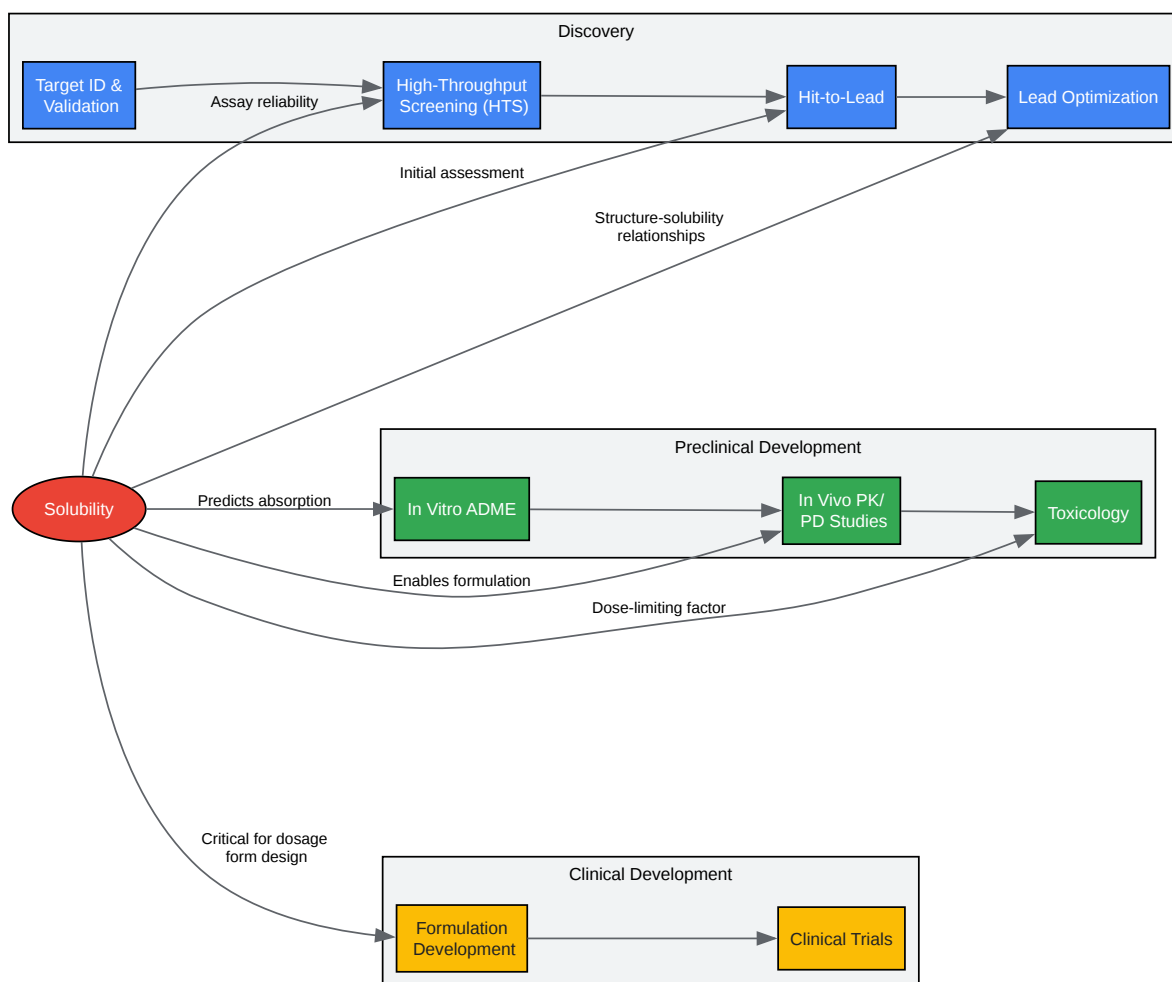 Discovery
Target ID &
Validation
Assay reliability
High-Throughput
Screening (HTS)
Hit-to-Lead
Lead Optimization
Initial assessment
Structure-solubility
relationships
Preclinical Development
Solubility
Predicts absorption
In Vitro ADME
In Vivo PK/
PD Studies
Toxicology
Enables formulation
Dose-limiting factor
Critical for dosage
form design
Clinical Development
Formulation
Development
Clinical Trials